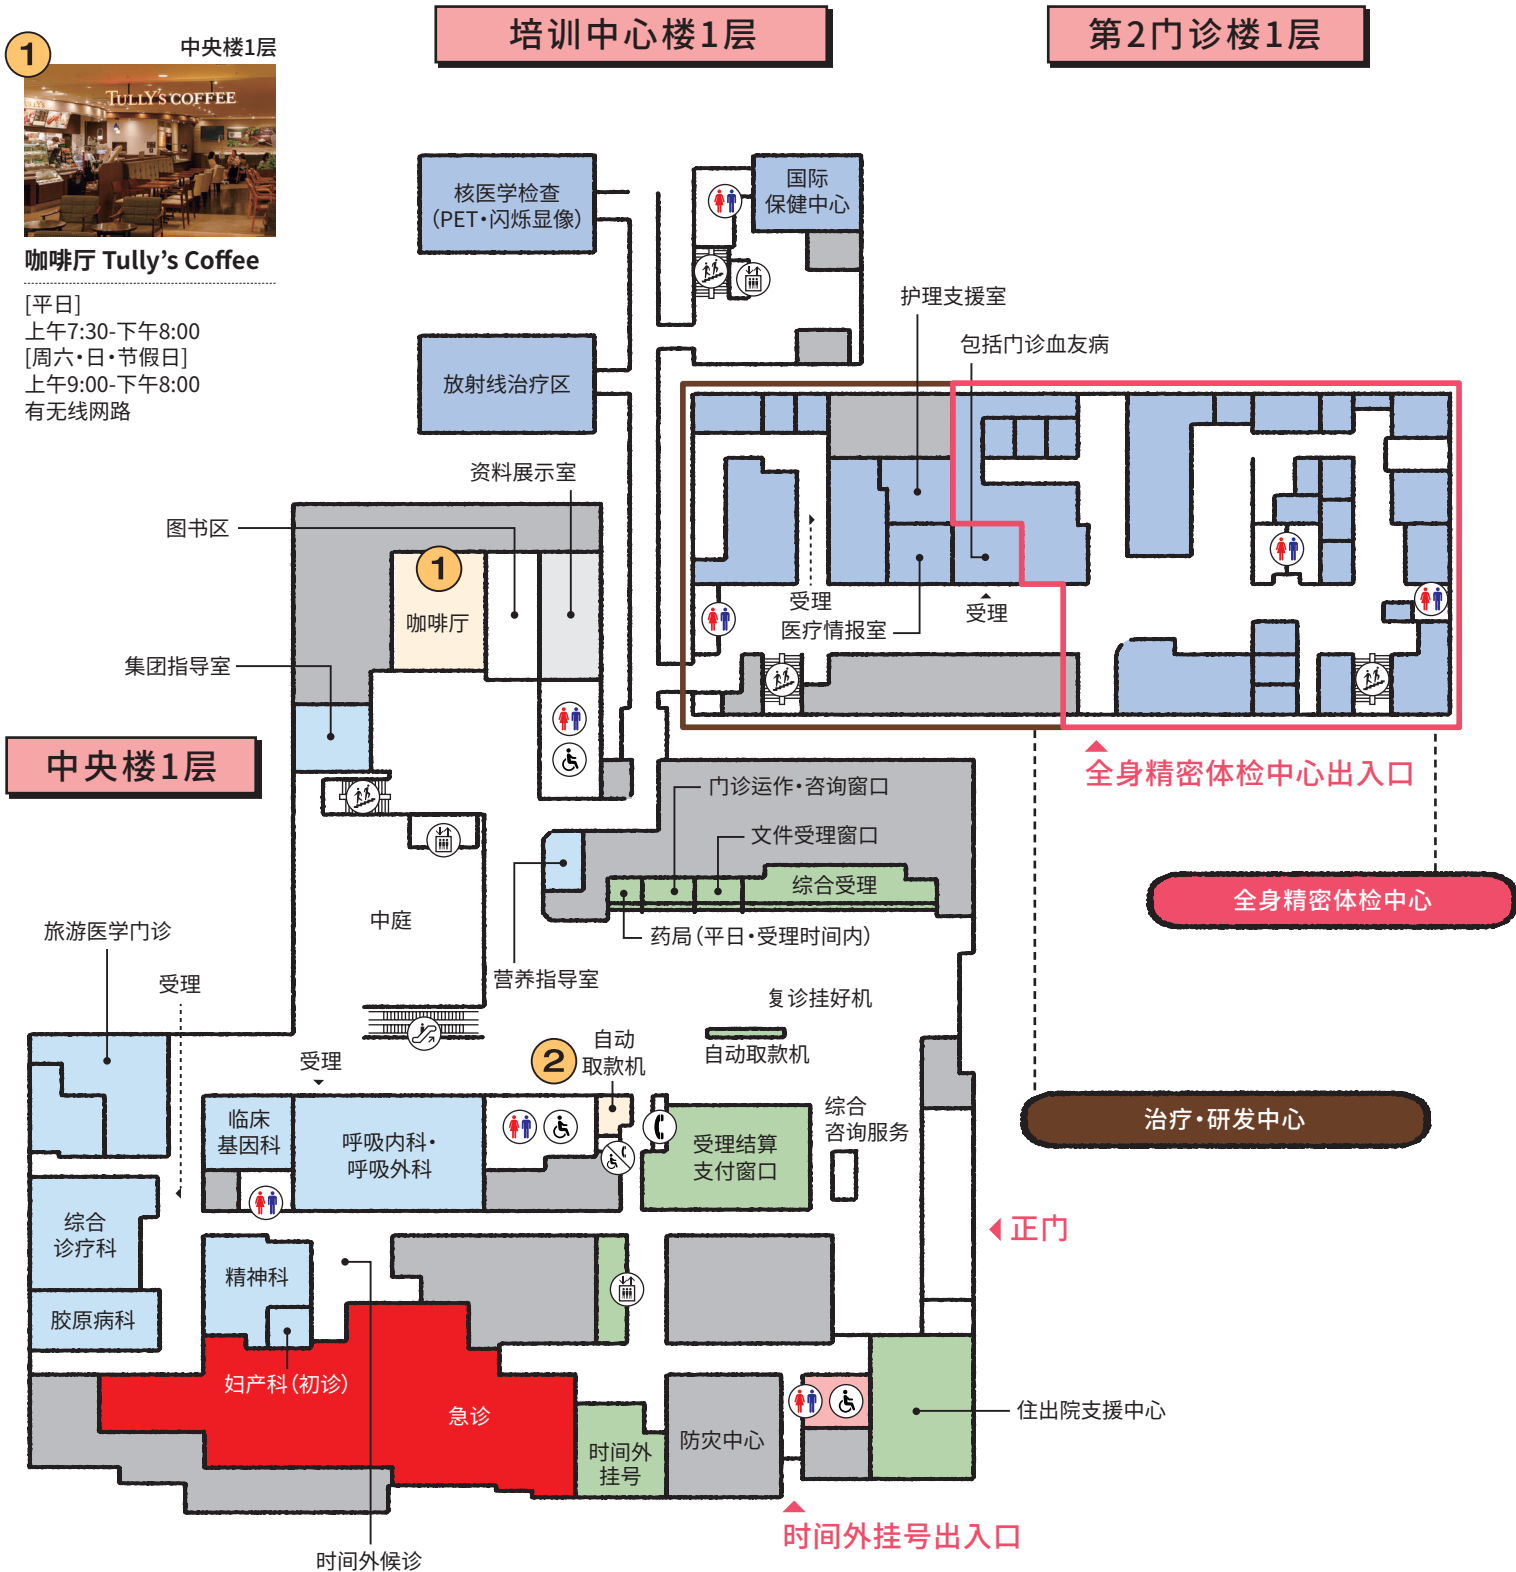 培训中心楼1层
第2门诊楼1层
1
中央楼1层
TULLY'S COFFEE
咖啡厅 Tully's Coffee
[平日]
上午7:30-下午8:00
[周六·日·节假日]
上午9:00-下午8:00
有无线网路
核医学检查
（PET·闪烁显像）
国际
保健中心
放射线治疗区
护理支援室
包括门诊血友病
资料展示室
图书区
1
咖啡厅
集团指导室
受理
医疗情报室
受理
中央楼1层
全身精密体检中心出入口
门诊运作·咨询窗口
文件受理窗口
综合受理
全身精密体检中心
中庭
药局（平日·受理时间内）
旅游医学门诊
受理
营养指导室
复诊挂好机
自动取款机
受理
2
自动
取款机
综合
咨询服务
治疗·研发中心
临床
基因科
呼吸内科·
呼吸外科
受理结算
支付窗口
综合
诊疗科
正门
精神科
胶原病科
妇产科（初诊）
急诊
时间外
挂号
防灾中心
住出院支援中心
时间外挂号出入口
时间外候诊